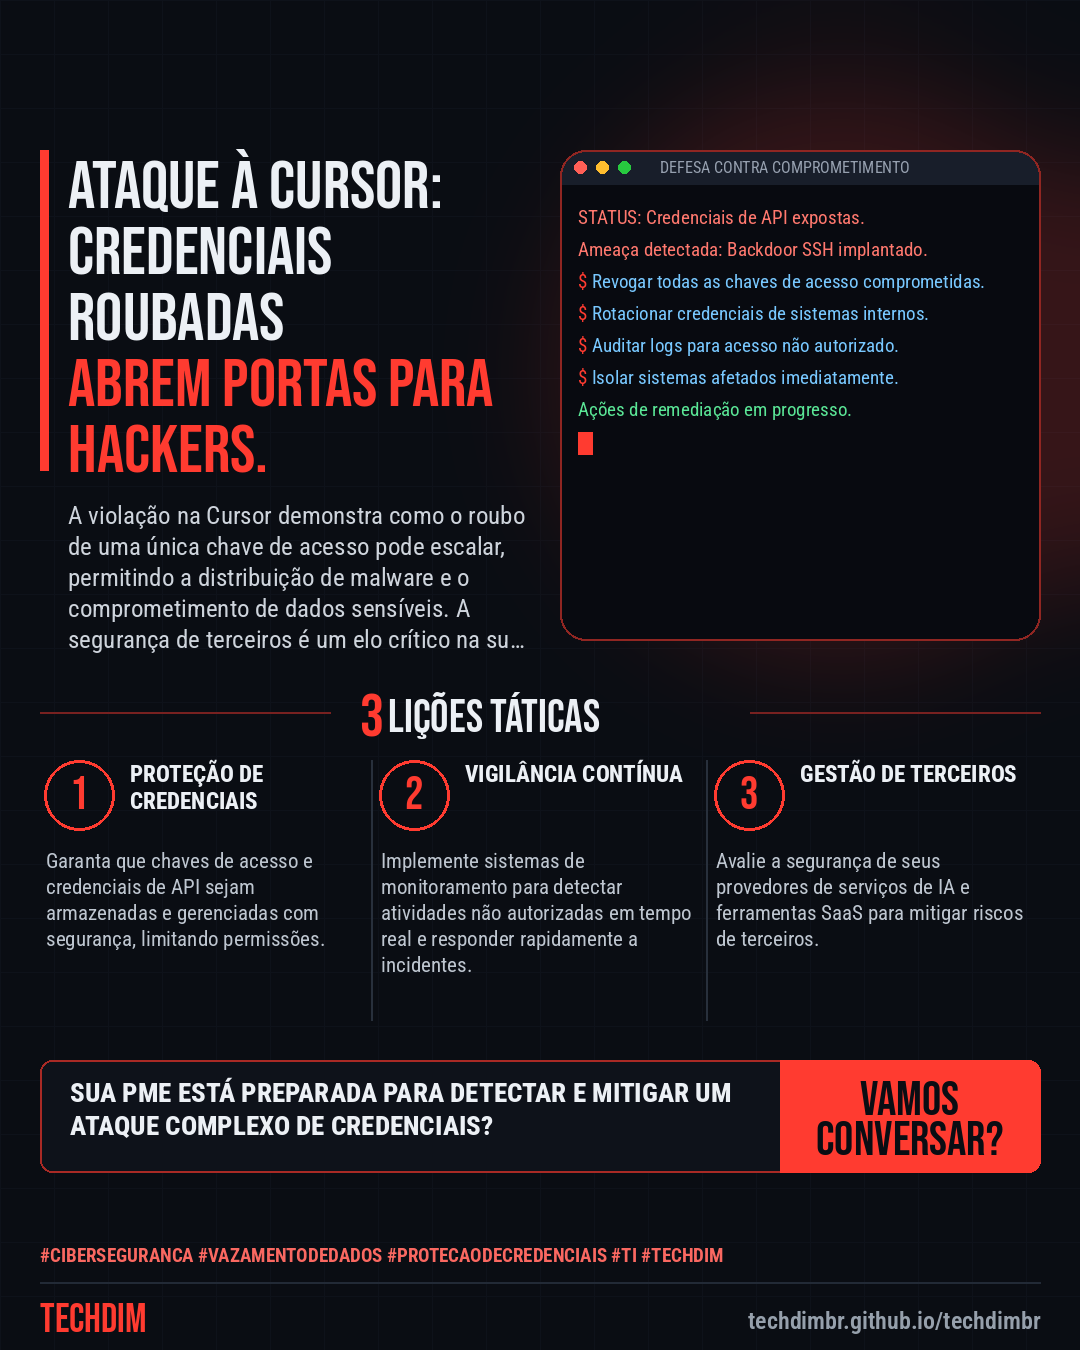 ATAQUE À CURSOR:
CREDENCIAIS
ROUBADAS
ABREM PORTAS PARA
HACKERS.
A violação na Cursor demonstra como o roubo
de uma única chave de acesso pode escalar,
permitindo a distribuição de malware e o
comprometimento de dados sensíveis. A
segurança de terceiros é um elo crítico na su...
DEFESA CONTRA COMPROMETIMENTO
STATUS: Credenciais de API expostas.
Ameaça detectada: Backdoor SSH implantado.
$ Revogar todas as chaves de acesso comprometidas.
$ Rotacionar credenciais de sistemas internos.
$ Auditar logs para acesso não autorizado.
$ Isolar sistemas afetados imediatamente.
Ações de remediação em progresso.
3 LIÇÕES TÁTICAS
1
PROTEÇÃO DE
CREDENCIAIS
Garanta que chaves de acesso e
credenciais de API sejam
armazenadas e gerenciadas com
segurança, limitando permissões.
2
VIGILÂNCIA CONTÍNUA
Implemente sistemas de
monitoramento para detectar
atividades não autorizadas em tempo
real e responder rapidamente a
incidentes.
3
GESTÃO DE TERCEIROS
Avalie a segurança de seus
provedores de serviços de IA e
ferramentas SaaS para mitigar riscos
de terceiros.
SUA PME ESTÁ PREPARADA PARA DETECTAR E MITIGAR UM
ATAQUE COMPLEXO DE CREDENCIAIS?
VAMOS
CONVERSAR?
#CIBERSEGURANCA #VAZAMENTODEDADOS #PROTECAODECREDENCIAIS #TI #TECHDIM
TECHDIM
techdimbr.github.io/techdimbr